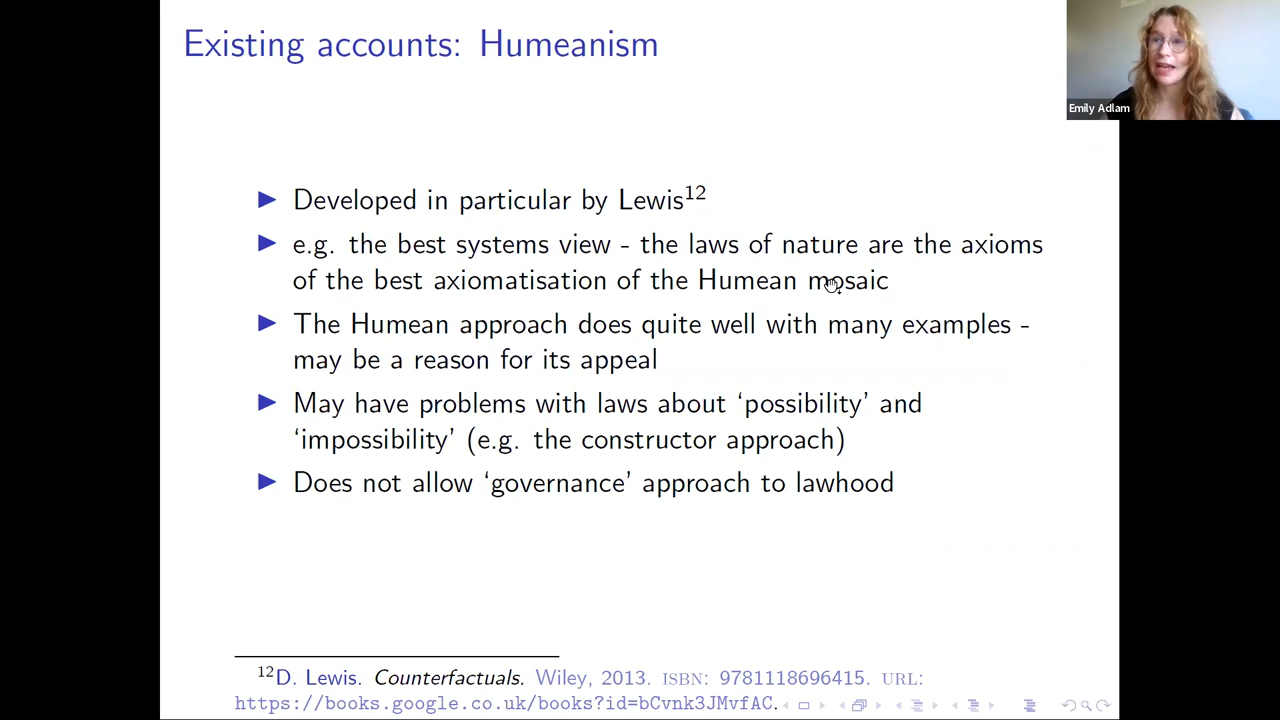 Existing accounts: Humeanism
Emily Adlam
▶ Developed in particular by Lewis¹²
▶ e.g. the best systems view - the laws of nature are the axioms
of the best axiomatisation of the Humean mosaic
▶ The Humean approach does quite well with many examples -
may be a reason for its appeal
▶ May have problems with laws about ‘possibility’ and
‘impossibility’ (e.g. the constructor approach)
▶ Does not allow ‘governance’ approach to lawhood
¹²D. Lewis. Counterfactuals. Wiley, 2013. ISBN: 9781118696415. URL:
https://books.google.co.uk/books?id=bCvnk3JMvfAC.